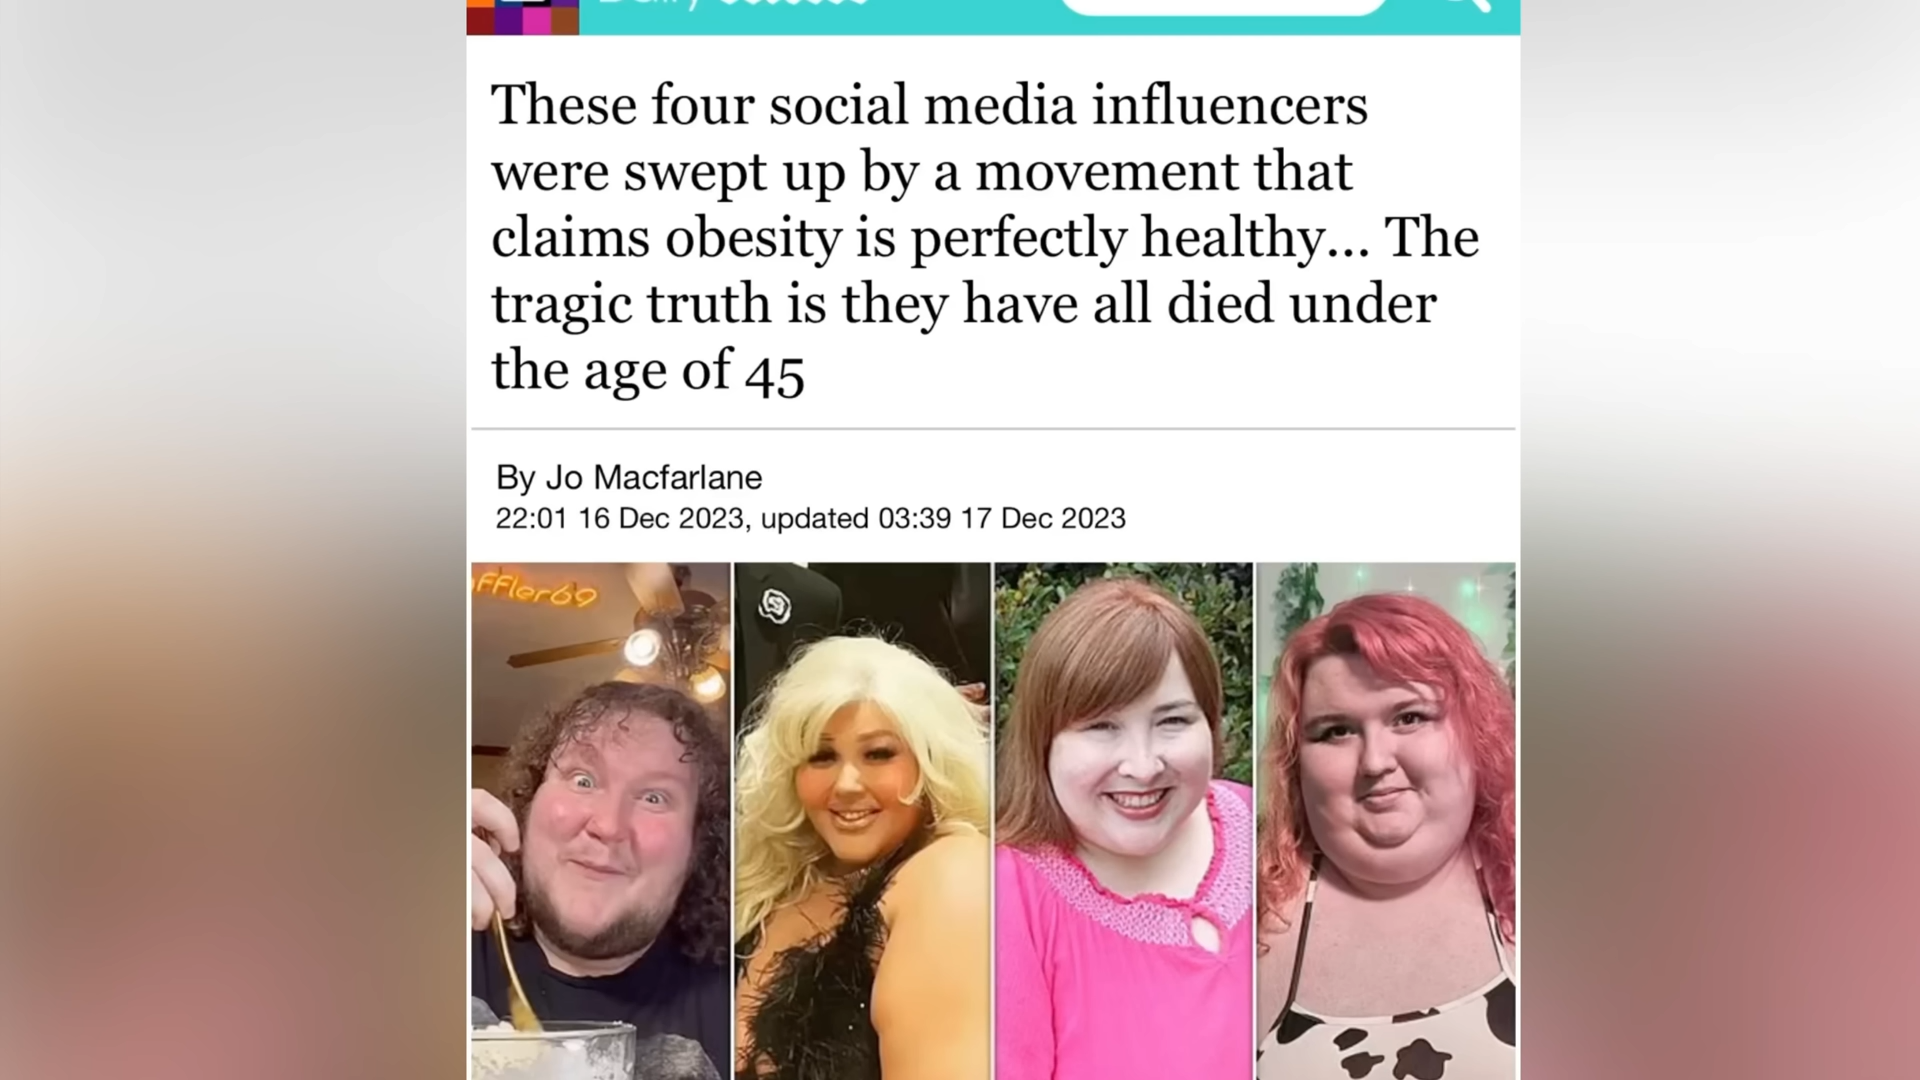 These four social media influencers
were swept up by a movement that
claims obesity is perfectly healthy... The
tragic truth is they have all died under
the age of 45
By Jo Macfarlane
22:01 16 Dec 2023, updated 03:39 17 Dec 2023
ffler69